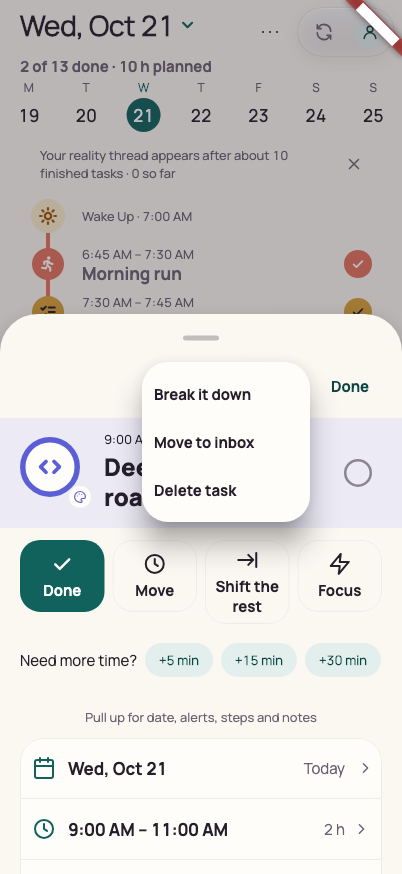 Wed, Oct 21
2 of 13 done · 10 h planned
M T W T F S S
19 20 21 22 23 24 25
Your reality thread appears after about 10
finished tasks · 0 so far
Wake Up · 7:00 AM
6:45 AM – 7:30 AM
Morning run
7:30 AM – 7:45 AM
Done
Break it down
Move to inbox
Delete task
9:00 A
Dee
roa
Done
Move
Shift the
rest
Focus
Need more time? +5 min +15 min +30 min
Pull up for date, alerts, steps and notes
Wed, Oct 21 Today
9:00 AM – 11:00 AM 2 h